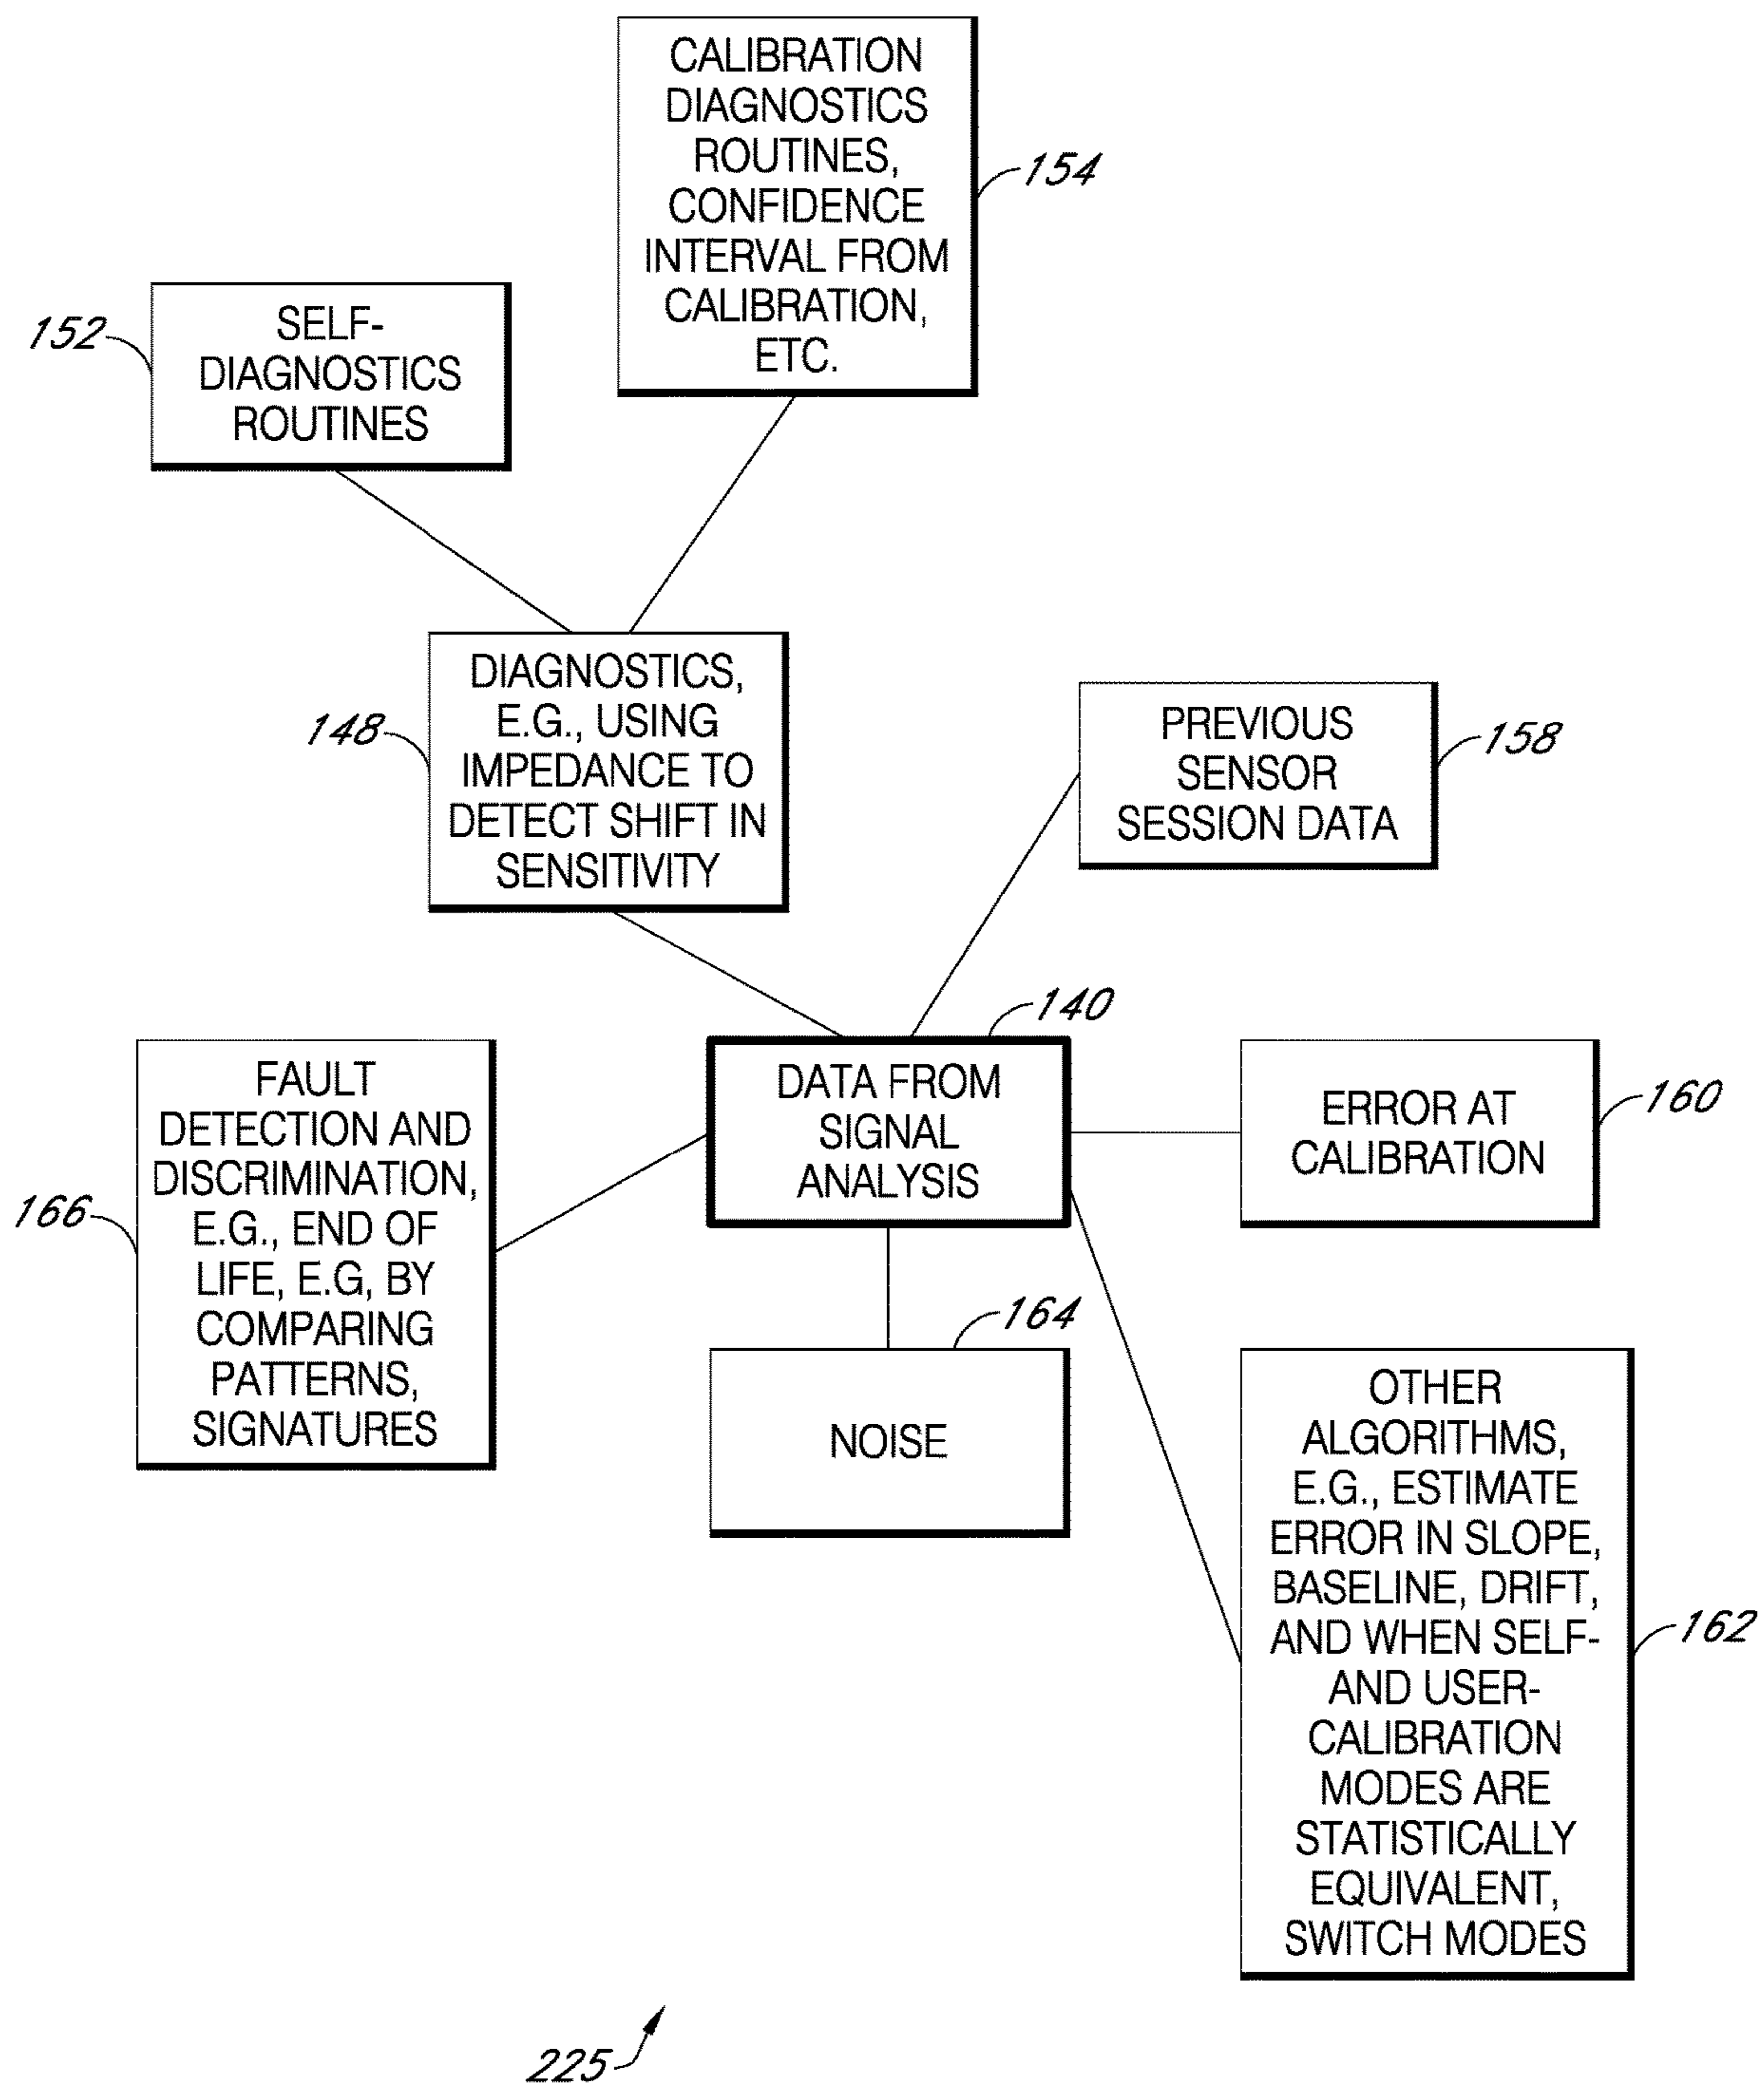 CALIBRATION
DIAGNOSTICS
ROUTINES,
CONFIDENCE
INTERVAL FROM
CALIBRATION,
ETC.
154
SELF-
DIAGNOSTICS
ROUTINES
152
DIAGNOSTICS,
E.G., USING
IMPEDANCE TO
DETECT SHIFT IN
SENSITIVITY
148
PREVIOUS
SENSOR
SESSION DATA
158
140
DATA FROM
SIGNAL
ANALYSIS
ERROR AT
CALIBRATION
160
FAULT
DETECTION AND
DISCRIMINATION,
E.G., END OF
LIFE, E.G, BY
COMPARING
PATTERNS,
SIGNATURES
166
164
NOISE
OTHER
ALGORITHMS,
E.G., ESTIMATE
ERROR IN SLOPE,
BASELINE, DRIFT,
AND WHEN SELF-
AND USER-
CALIBRATION
MODES ARE
STATISTICALLY
EQUIVALENT,
SWITCH MODES
162
225